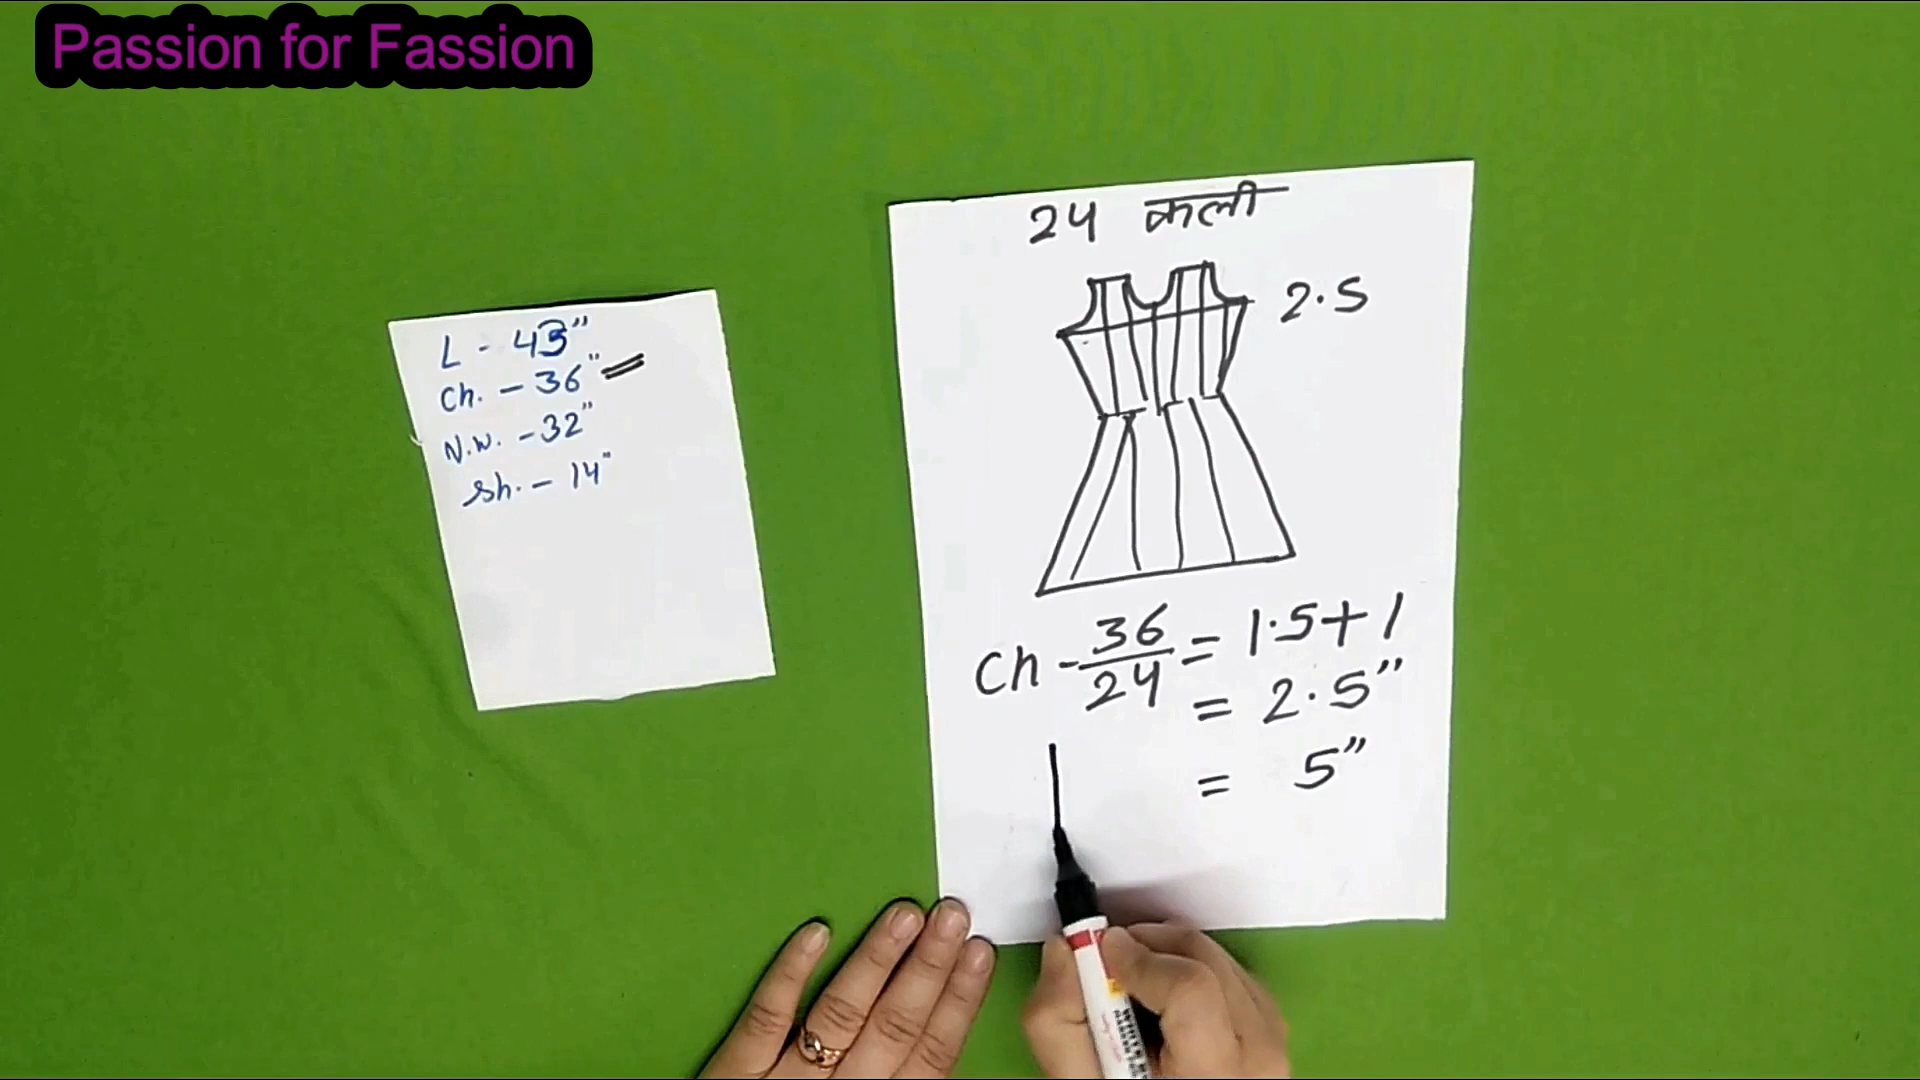 Passion for Fassion
L - 43"
Ch. - 36"
N.W. - 32"
Sh. - 14"
24 कली
2.5
Ch - 36/24 = 1.5+1
= 2.5"
= 5"